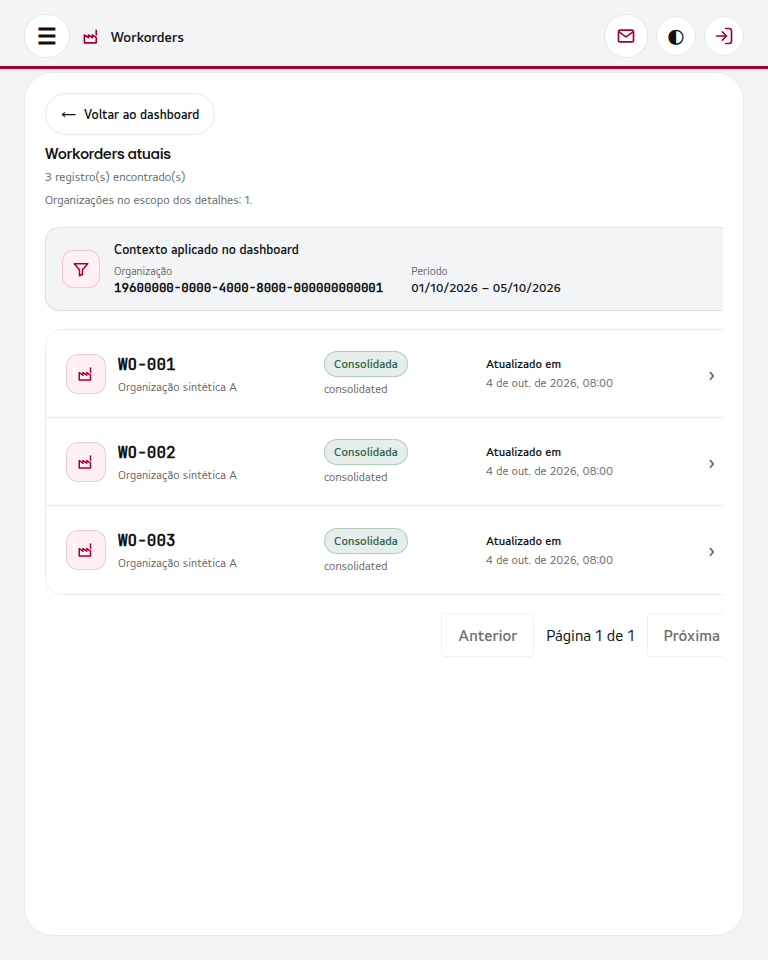 Workorders
← Voltar ao dashboard
Workorders atuais
3 registro(s) encontrado(s)
Organizações no escopo dos detalhes: 1.
Contexto aplicado no dashboard
Organização
Período
19600000-0000-4000-8000-000000000001
01/10/2026 – 05/10/2026
WO-001
Organização sintética A
Consolidada
consolidated
Atualizado em
4 de out. de 2026, 08:00
WO-002
Organização sintética A
Consolidada
consolidated
Atualizado em
4 de out. de 2026, 08:00
WO-003
Organização sintética A
Consolidada
consolidated
Atualizado em
4 de out. de 2026, 08:00
Anterior
Página 1 de 1
Próxima